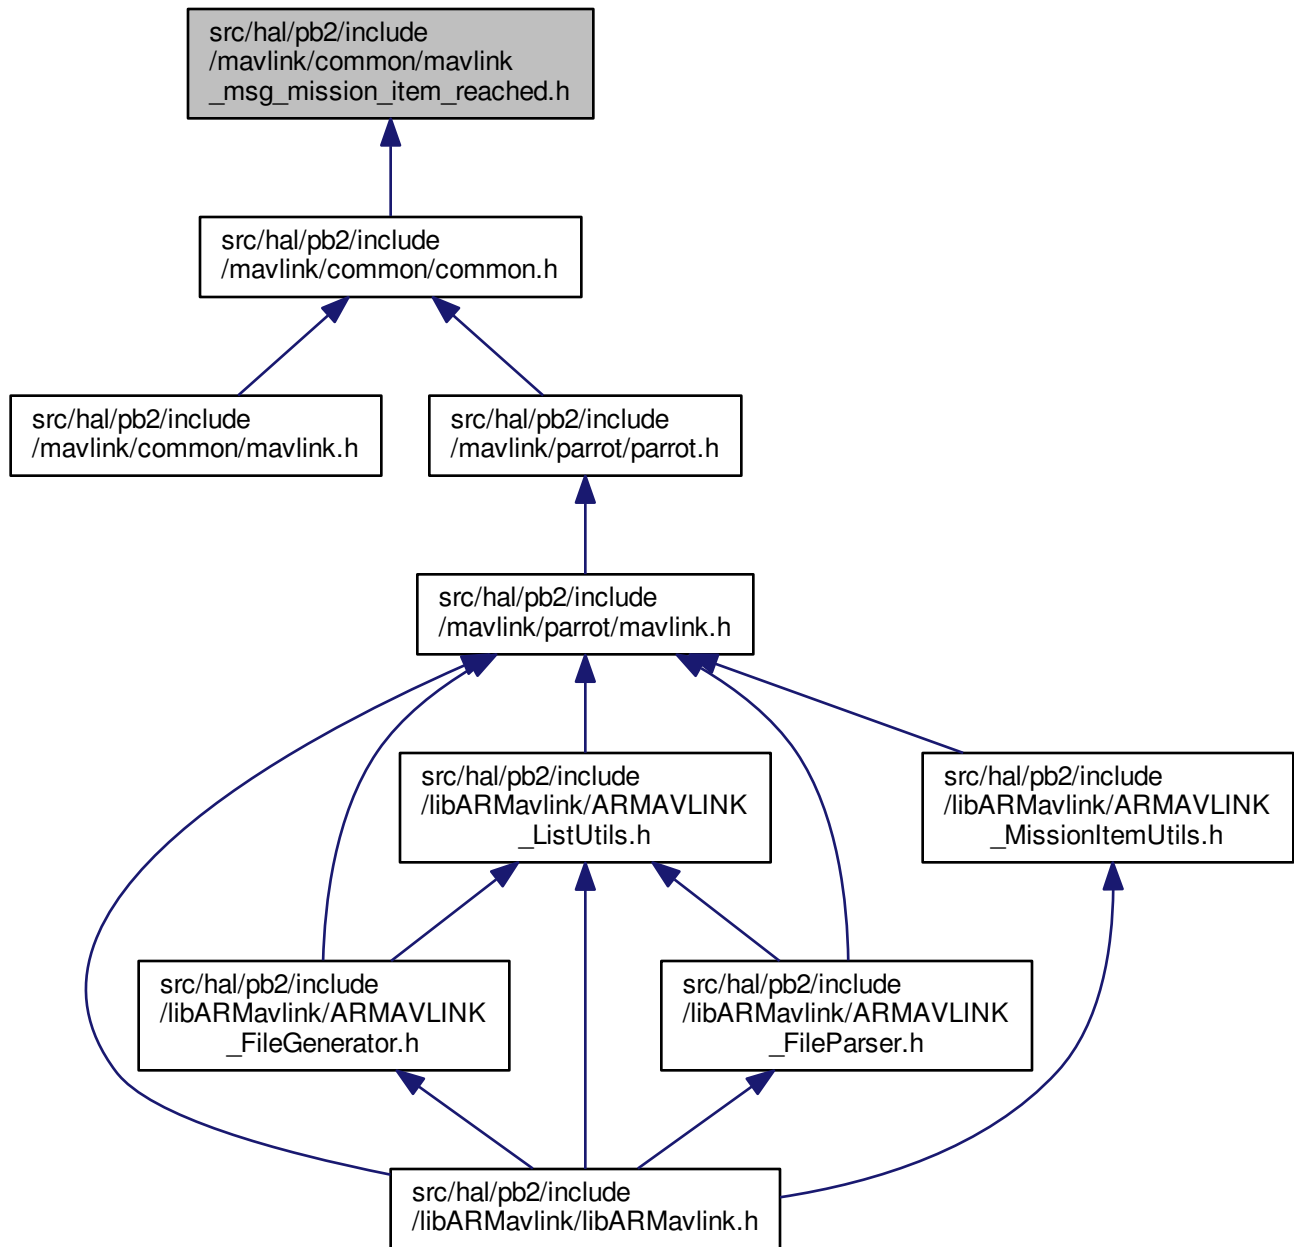 src/hal/pb2/include
/mavlink/common/mavlink
_msg_mission_item_reached.h
src/hal/pb2/include
/mavlink/common/common.h
src/hal/pb2/include
/mavlink/common/mavlink.h
src/hal/pb2/include
/mavlink/parrot/parrot.h
src/hal/pb2/include
/mavlink/parrot/mavlink.h
src/hal/pb2/include
/libARMavlink/ARMAVLINK
_ListUtils.h
src/hal/pb2/include
/libARMavlink/ARMAVLINK
_MissionItemUtils.h
src/hal/pb2/include
/libARMavlink/ARMAVLINK
_FileGenerator.h
src/hal/pb2/include
/libARMavlink/ARMAVLINK
_FileParser.h
src/hal/pb2/include
/libARMavlink/libARMavlink.h